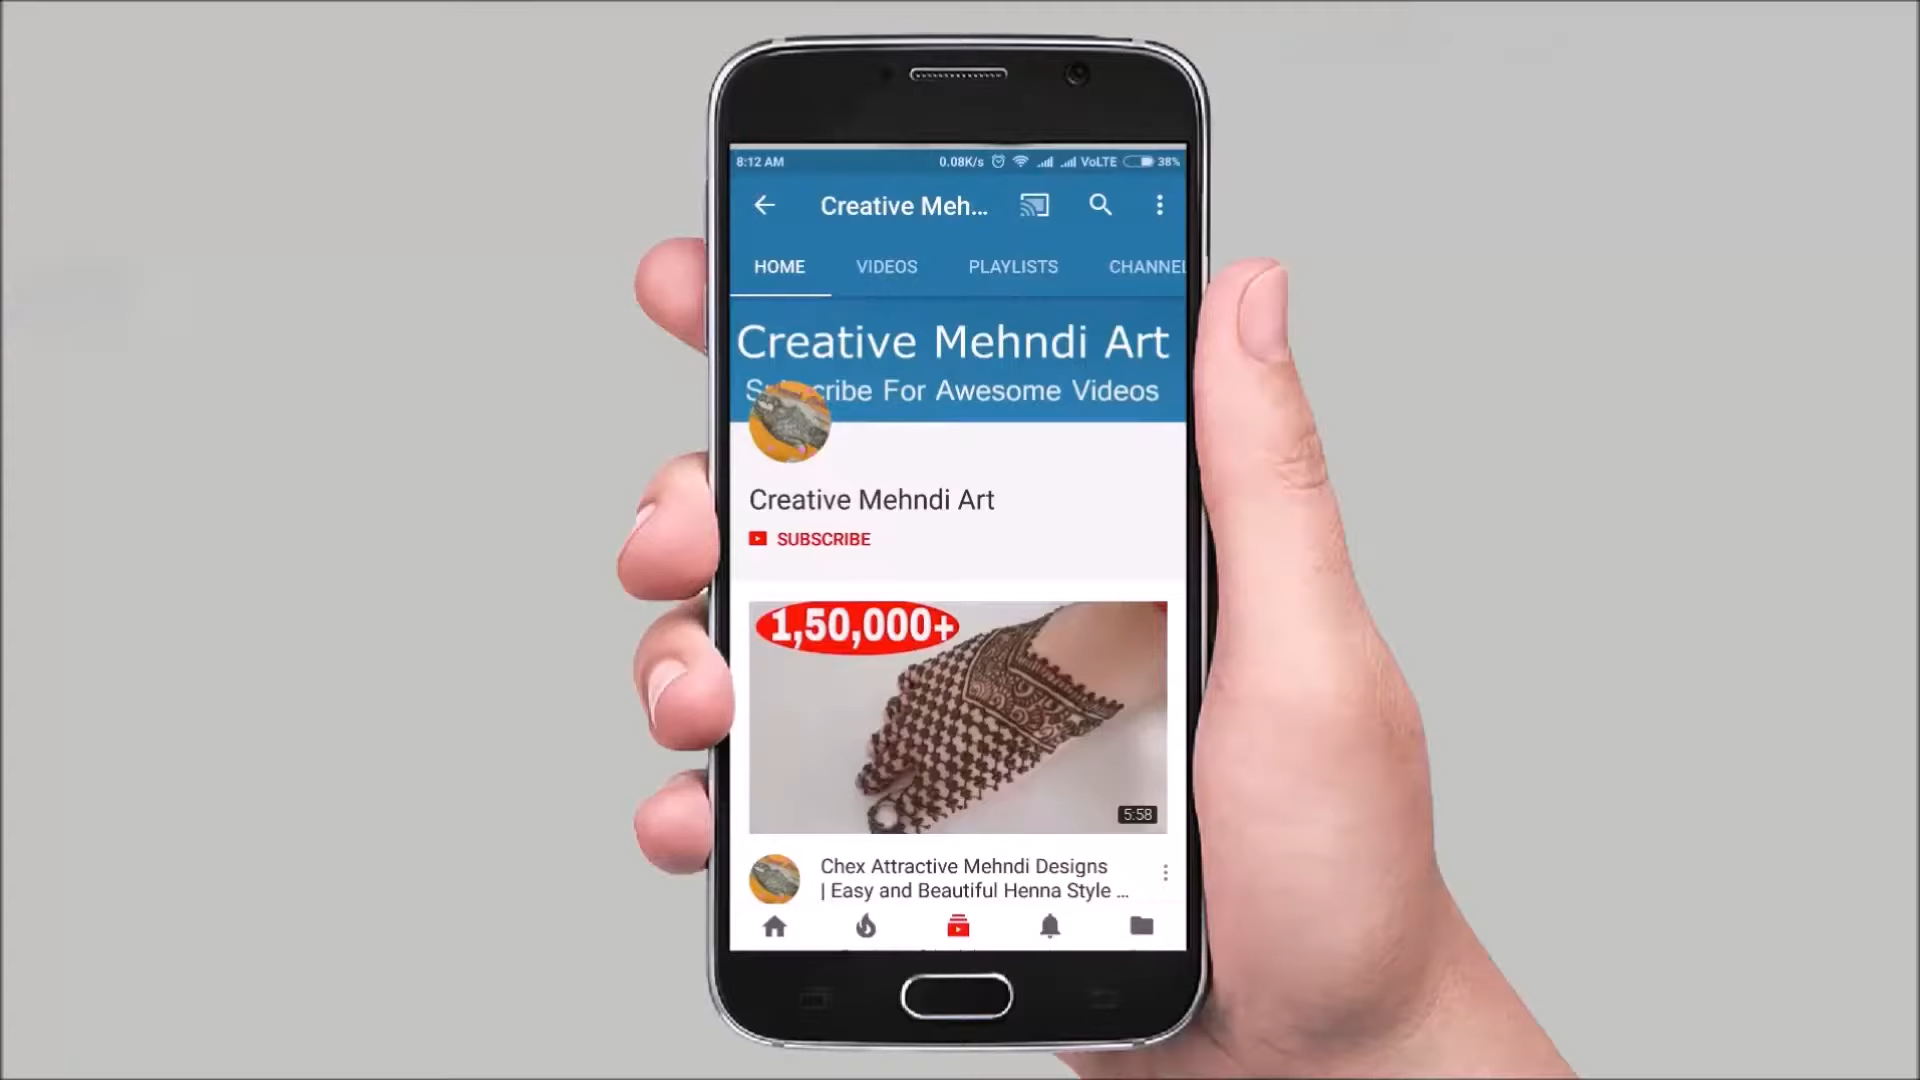 8:12 AM 0.08K/s VoLTE 38%
Creative Meh...
HOME VIDEOS PLAYLISTS CHANNEL
Creative Mehndi Art
Subscribe For Awesome Videos
Creative Mehndi Art
SUBSCRIBE
1,50,000+
5:58
Chex Attractive Mehndi Designs
| Easy and Beautiful Henna Style ...